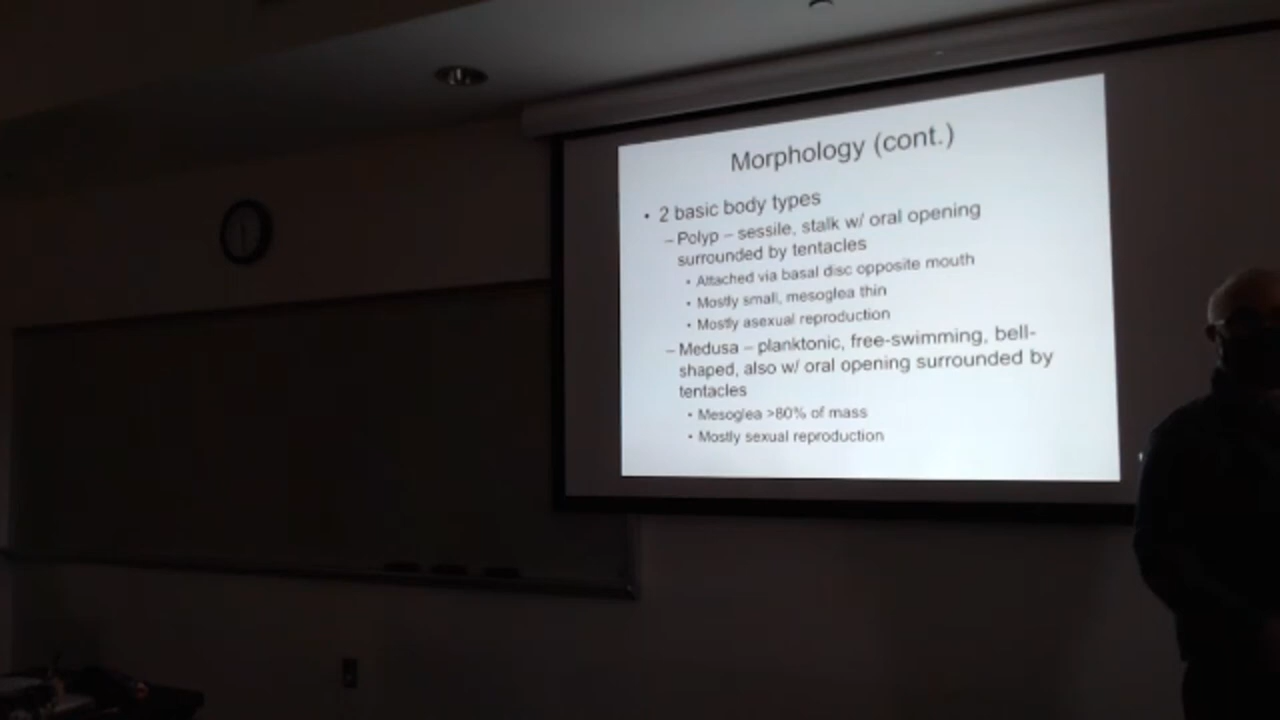 Morphology (cont.)
• 2 basic body types
– Polyp – sessile, stalk w/ oral opening
surrounded by tentacles
• Attached via basal disc opposite mouth
• Mostly small, mesoglea thin
• Mostly asexual reproduction
– Medusa – planktonic, free-swimming, bell-
shaped, also w/ oral opening surrounded by
tentacles
• Mesoglea >80% of mass
• Mostly sexual reproduction